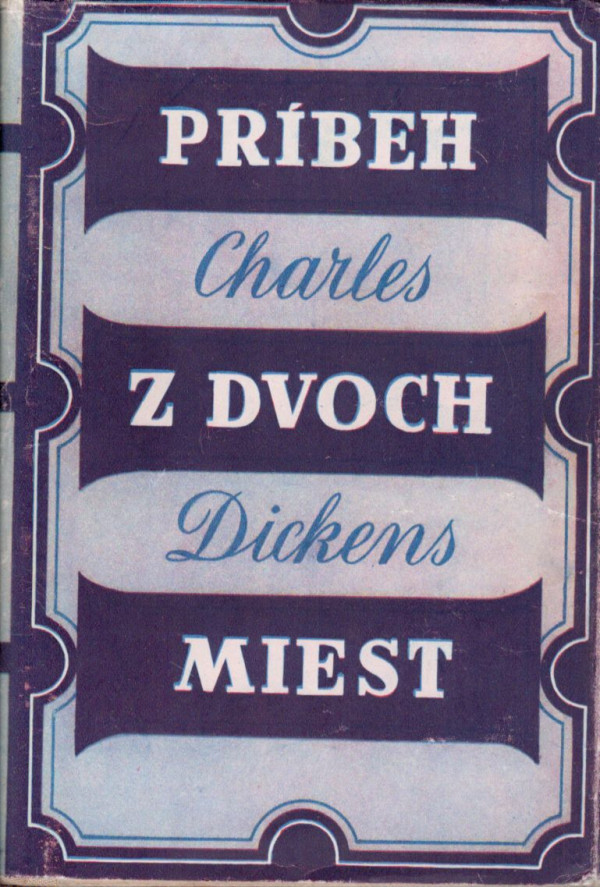 PRÍBEH
Charles
Z DVOCH
Dickens
MIEST